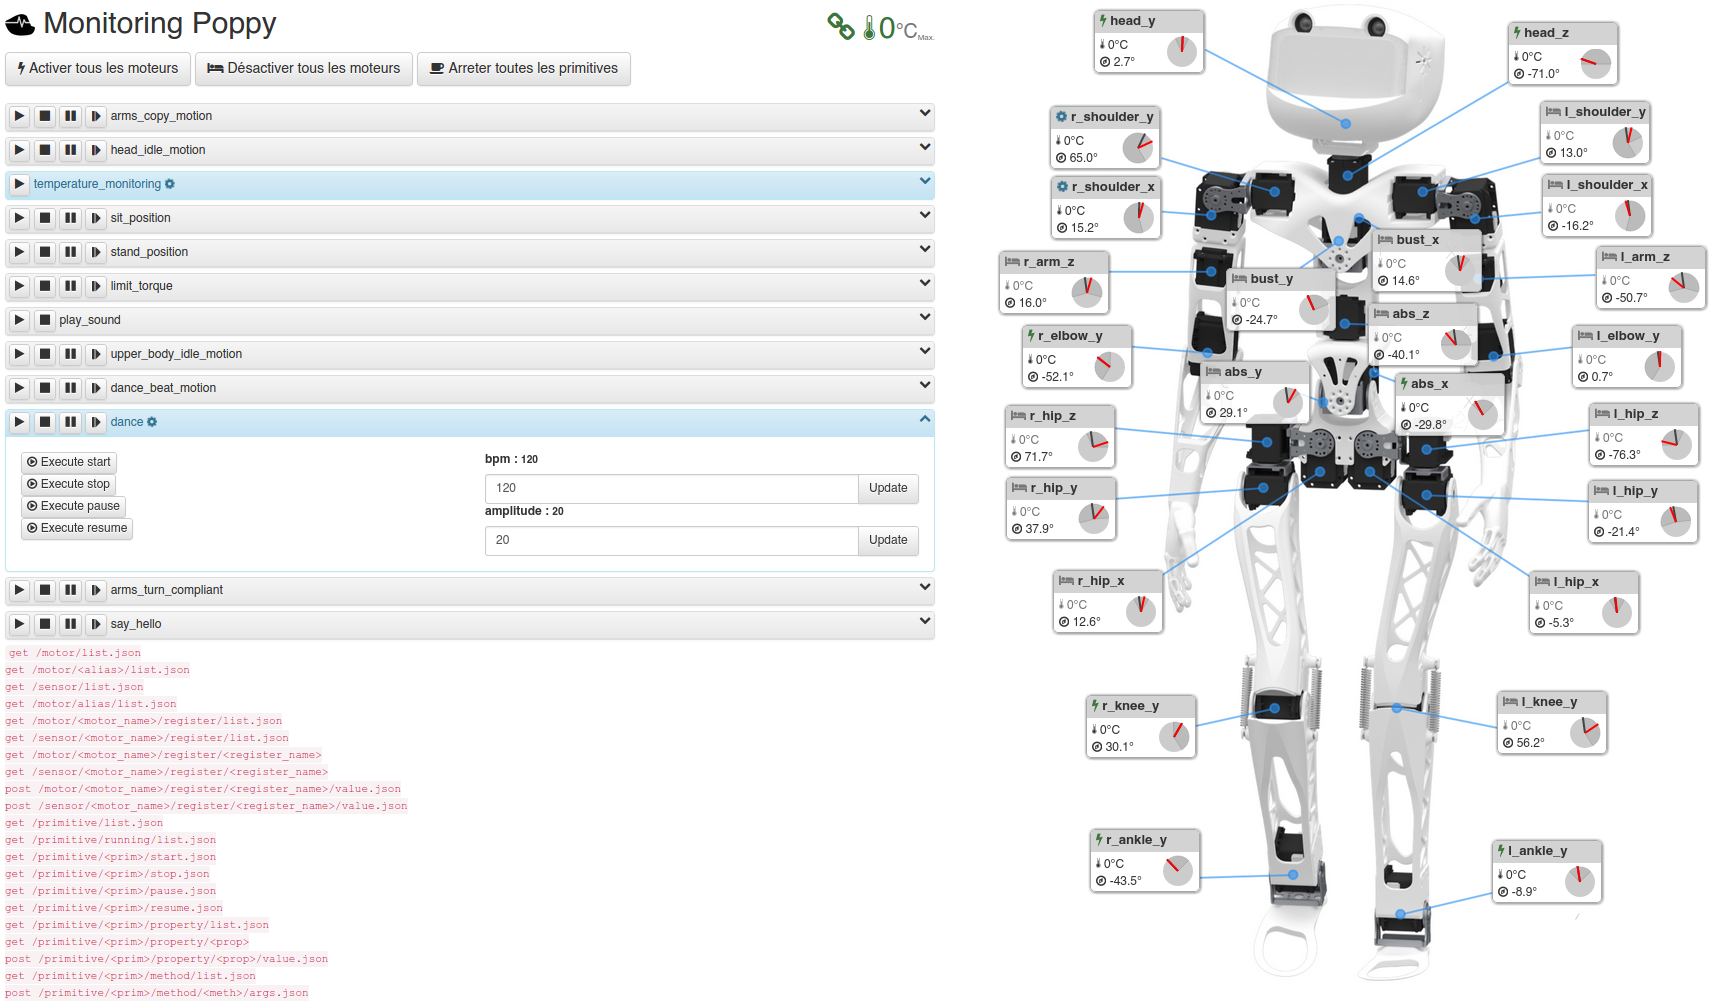 Monitoring Poppy
0°C Max.
Activer tous les moteurs
Désactiver tous les moteurs
Arreter toutes les primitives
arms_copy_motion
head_idle_motion
temperature_monitoring
sit_position
stand_position
limit_torque
play_sound
upper_body_idle_motion
dance_beat_motion
dance
Execute start
Execute stop
Execute pause
Execute resume
bpm : 120
120
Update
amplitude : 20
20
Update
arms_turn_compliant
say_hello
get /motor/list.json
get /motor/<alias>/list.json
get /sensor/list.json
get /motor/alias/list.json
get /motor/<motor_name>/register/list.json
get /sensor/<motor_name>/register/list.json
get /motor/<motor_name>/register/<register_name>
get /sensor/<motor_name>/register/<register_name>
post /motor/<motor_name>/register/<register_name>/value.json
post /sensor/<motor_name>/register/<register_name>/value.json
get /primitive/list.json
get /primitive/running/list.json
get /primitive/<prim>/start.json
get /primitive/<prim>/stop.json
get /primitive/<prim>/pause.json
get /primitive/<prim>/resume.json
get /primitive/<prim>/property/list.json
get /primitive/<prim>/property/<prop>
post /primitive/<prim>/property/<prop>/value.json
get /primitive/<prim>/method/list.json
post /primitive/<prim>/method/<meth>/args.json
head_y
0°C
2.7°
head_z
0°C
-71.0°
r_shoulder_y
0°C
65.0°
l_shoulder_y
0°C
13.0°
r_shoulder_x
0°C
15.2°
l_shoulder_x
0°C
-16.2°
bust_x
0°C
14.6°
r_arm_z
0°C
16.0°
bust_y
0°C
-24.7°
l_arm_z
0°C
-50.7°
abs_z
0°C
-40.1°
r_elbow_y
0°C
-52.1°
l_elbow_y
0°C
0.7°
abs_y
0°C
29.1°
abs_x
0°C
-29.8°
r_hip_z
0°C
71.7°
l_hip_z
0°C
-76.3°
r_hip_y
0°C
37.9°
l_hip_y
0°C
-21.4°
r_hip_x
0°C
12.6°
l_hip_x
0°C
-5.3°
r_knee_y
0°C
30.1°
l_knee_y
0°C
56.2°
r_ankle_y
0°C
-43.5°
l_ankle_y
0°C
-8.9°